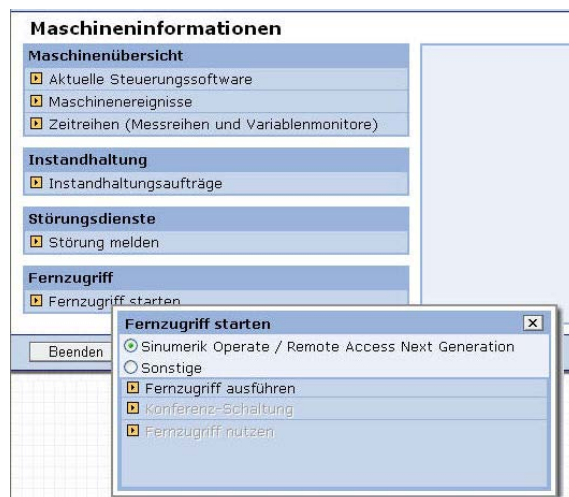 Maschineninformationen
Maschinenübersicht
Aktuelle Steuerungssoftware
Maschinenereignisse
Zeitreihen (Messreihen und Variablenmonitore)
Instandhaltung
Instandhaltungsaufträge
Störungsdienste
Störung melden
Fernzugriff
Fernzugriff starten
Beenden
Fernzugriff starten
Sinumerik Operate / Remote Access Next Generation
Sonstige
Fernzugriff ausführen
Konferenz-Schaltung
Fernzugriff nutzen